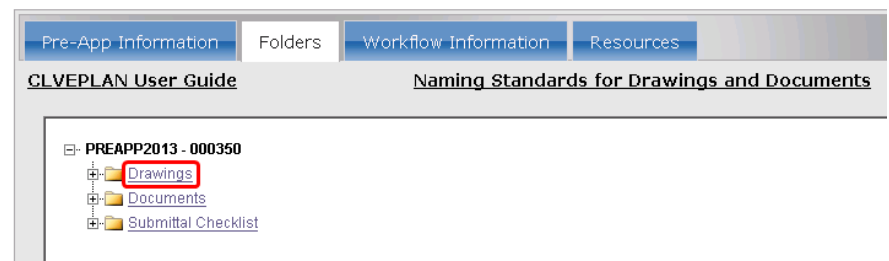 Pre-App Information Folders Workflow Information Resources
CLVEPLAN User Guide Naming Standards for Drawings and Documents
PREAPP2013 - 000350
Drawings
Documents
Submittal Checklist